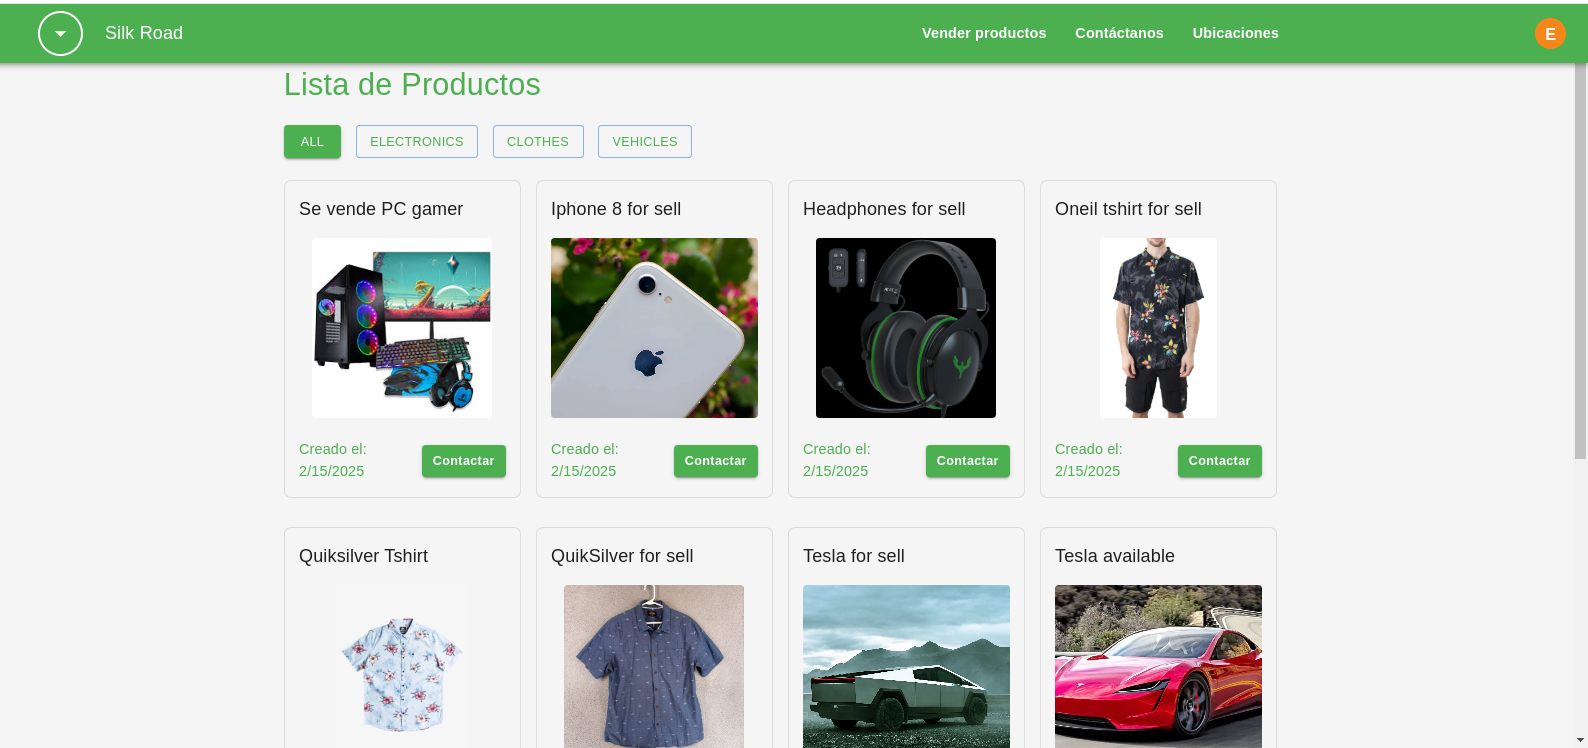 Silk Road
Vender productos
Contáctanos
Ubicaciones
E
Lista de Productos
ALL
ELECTRONICS
CLOTHES
VEHICLES
Se vende PC gamer
Iphone 8 for sell
Headphones for sell
Oneil tshirt for sell
Creado el:
2/15/2025
Contactar
Creado el:
2/15/2025
Contactar
Creado el:
2/15/2025
Contactar
Creado el:
2/15/2025
Contactar
Quiksilver Tshirt
QuikSilver for sell
Tesla for sell
Tesla available